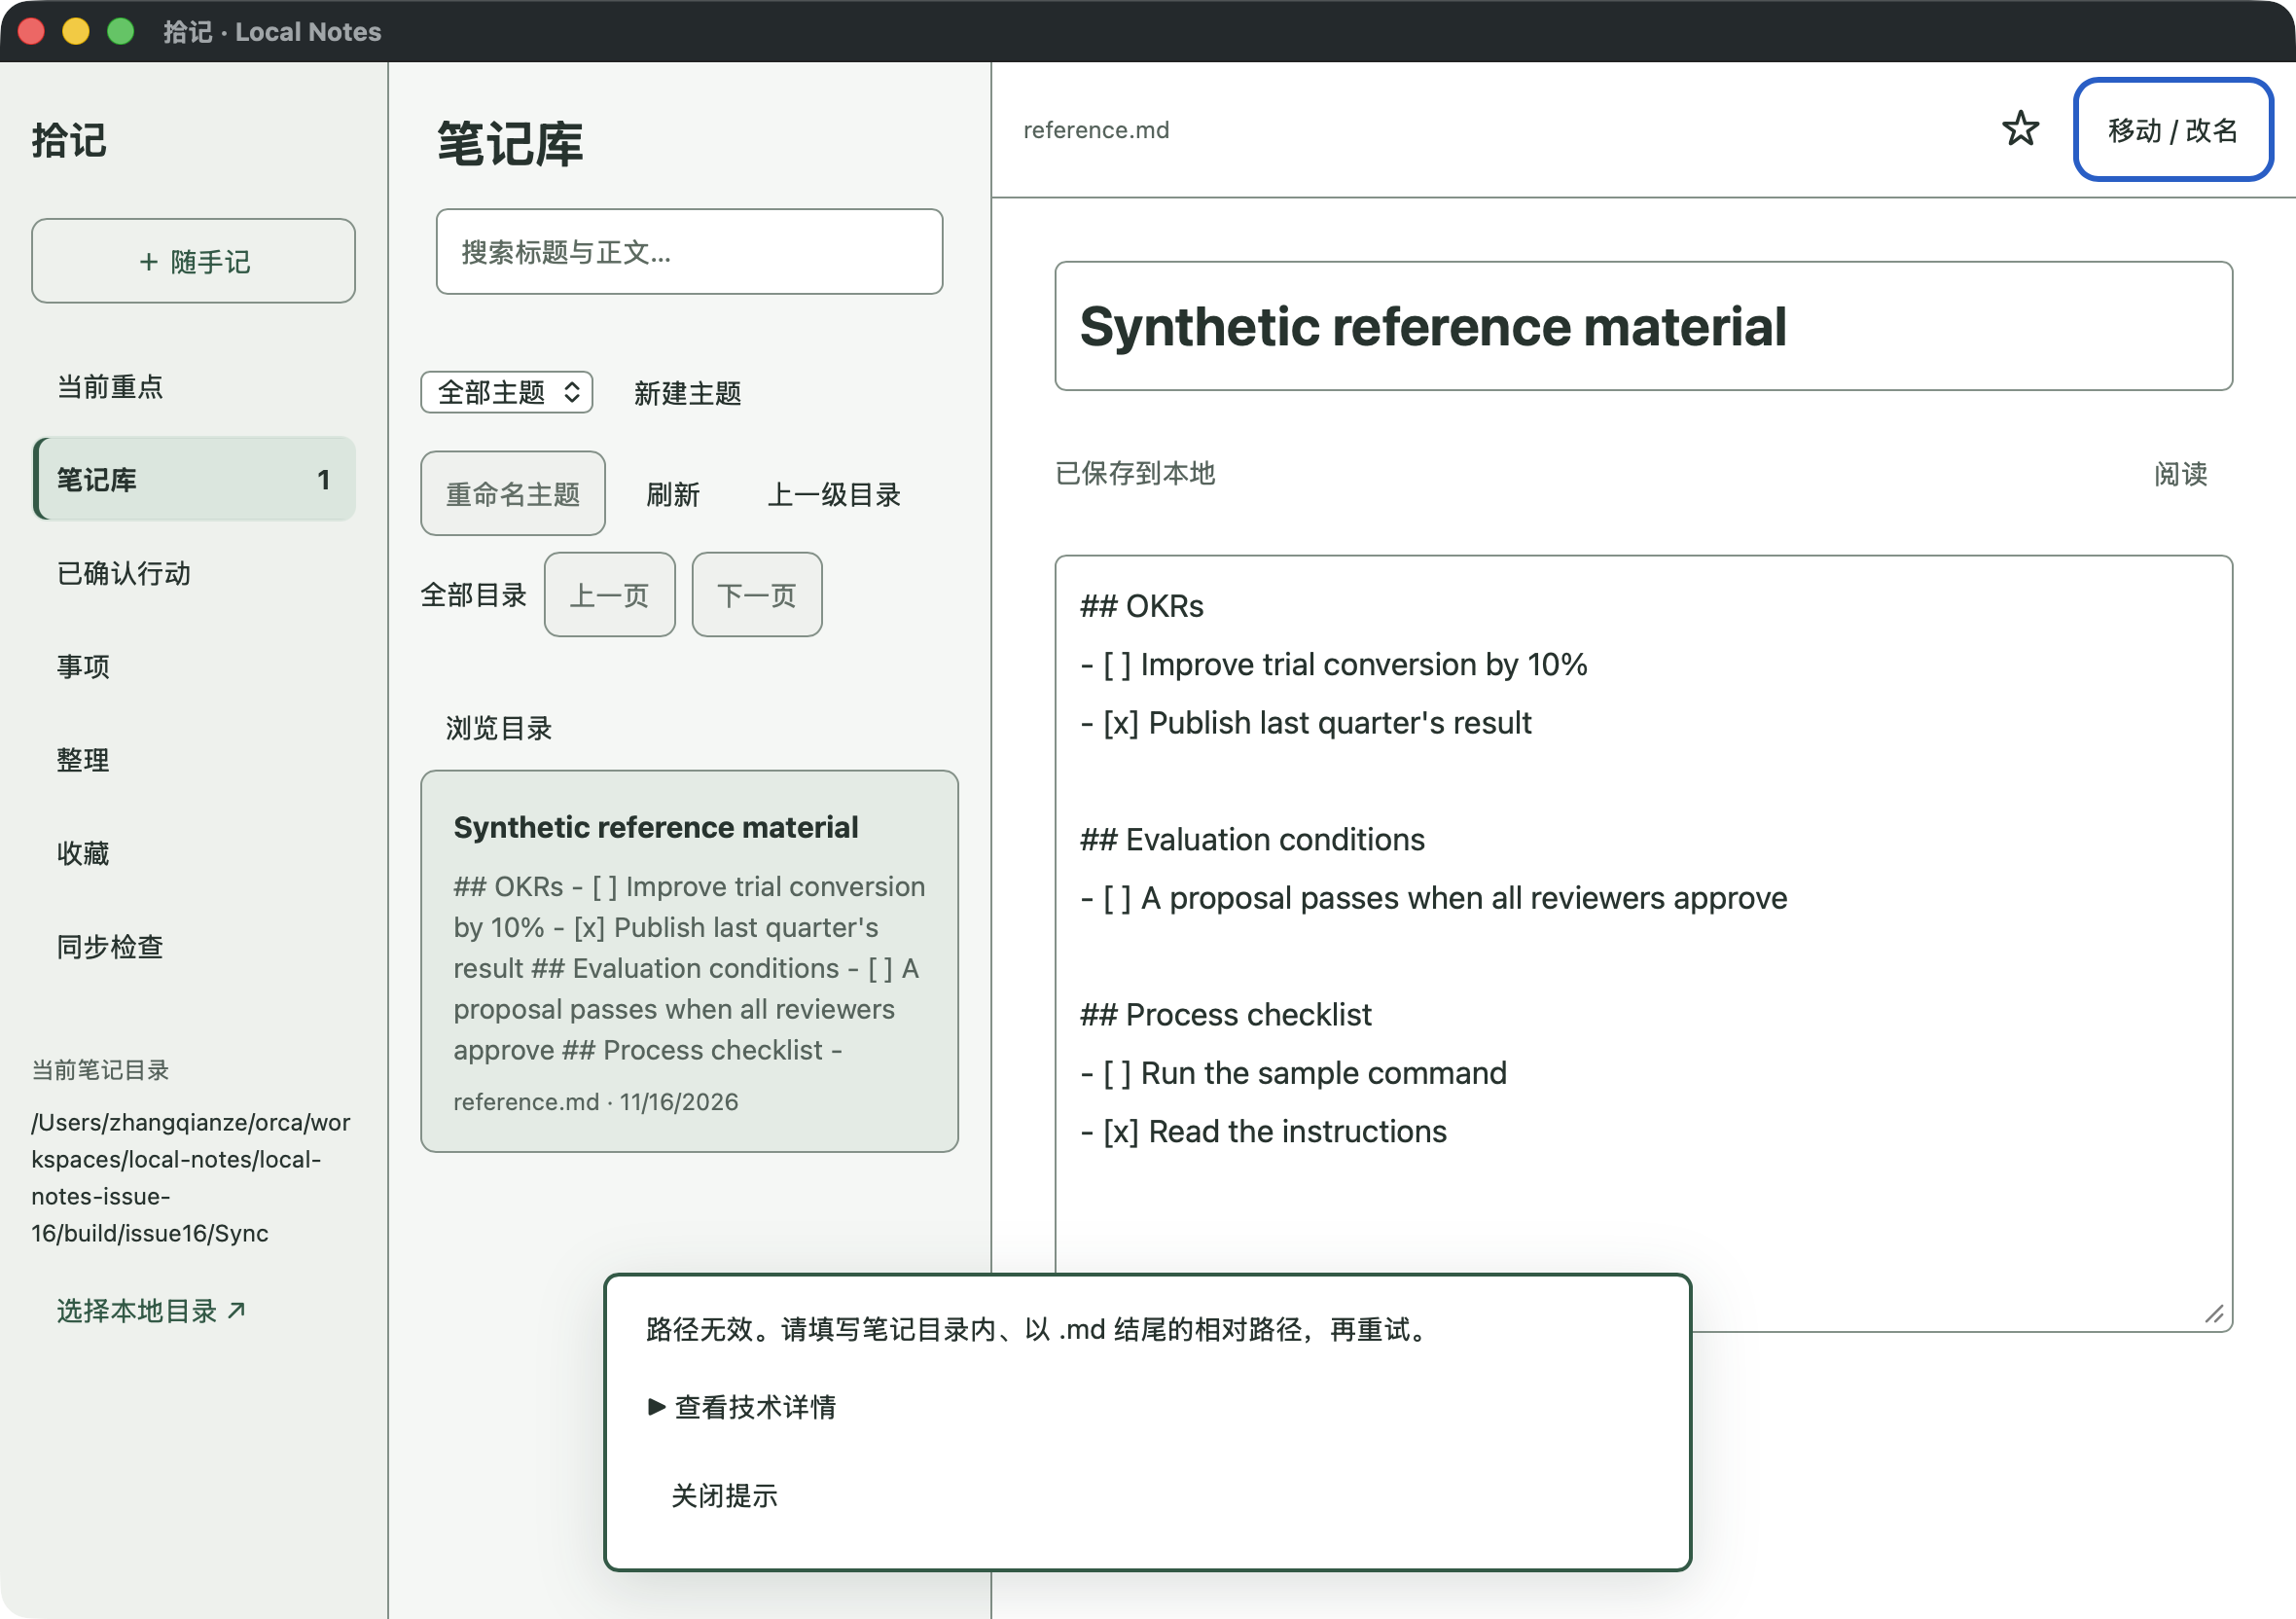 拾记 · Local Notes
拾记
+ 随手记
当前重点
笔记库 1
已确认行动
事项
整理
收藏
同步检查
当前笔记目录
/Users/zhangqianze/orca/wor
kspaces/local-notes/local-
notes-issue-
16/build/issue16/Sync
选择本地目录 ↗
笔记库
搜索标题与正文...
全部主题 新建主题
重命名主题 刷新 上一级目录
全部目录 上一页 下一页
浏览目录
Synthetic reference material
## OKRs - [ ] Improve trial conversion
by 10% - [x] Publish last quarter's
result ## Evaluation conditions - [ ] A
proposal passes when all reviewers
approve ## Process checklist -
reference.md · 11/16/2026
reference.md
移动 / 改名
Synthetic reference material
已保存到本地 阅读
## OKRs
- [ ] Improve trial conversion by 10%
- [x] Publish last quarter's result
## Evaluation conditions
- [ ] A proposal passes when all reviewers approve
## Process checklist
- [ ] Run the sample command
- [x] Read the instructions
路径无效。请填写笔记目录内、以 .md 结尾的相对路径，再重试。
查看技术详情
关闭提示